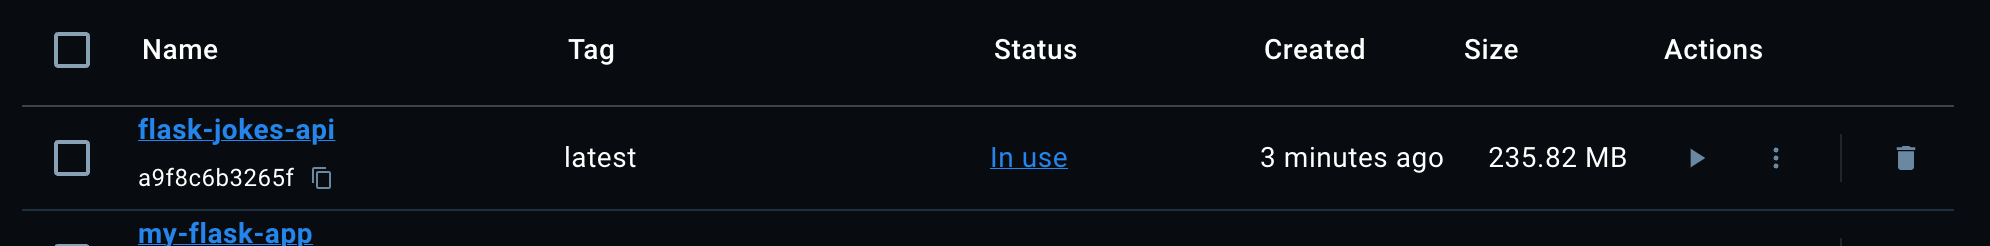 Name Tag Status Created Size Actions
flask-jokes-api
a9f8c6b3265f latest In use 3 minutes ago 235.82 MB
my-flask-app